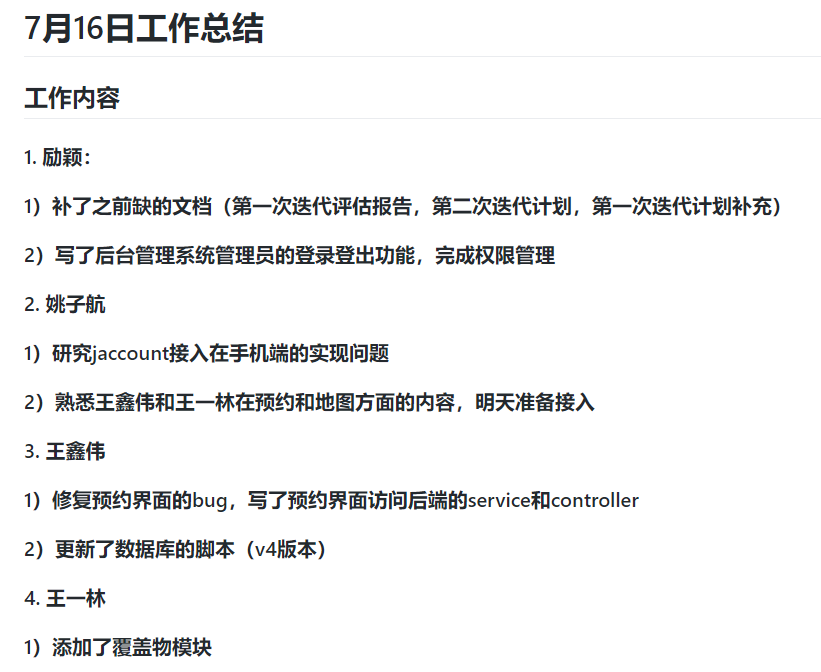 7月16日工作总结
工作内容
1. 励颖：
1）补了之前缺的文档（第一次迭代评估报告，第二次迭代计划，第一次迭代计划补充）
2）写了后台管理系统管理员的登录登出功能，完成权限管理
2. 姚子航
1）研究jaccount接入在手机端的实现问题
2）熟悉王鑫伟和王一林在预约和地图方面的内容，明天准备接入
3. 王鑫伟
1）修复预约界面的bug，写了预约界面访问后端的service和controller
2）更新了数据库的脚本（v4版本）
4. 王一林
1）添加了覆盖物模块